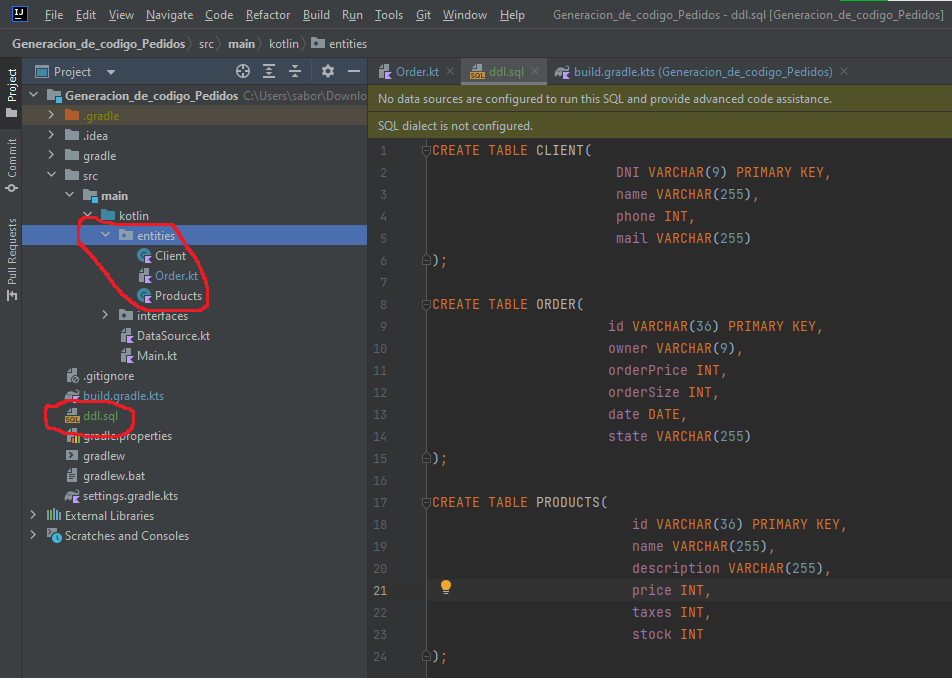 File Edit View Navigate Code Refactor Build Run Tools Git Window Help Generacion_de_codigo_Pedidos - ddl.sql [Generacion_de_codigo_Pedidos]
Generacion_de_codigo_Pedidos src main kotlin entities
Project
Commit
Pull Requests
Project
Generacion_de_codigo_Pedidos C:\Users\sabor\Downlo
.gradle
.idea
gradle
src
main
kotlin
entities
Client
Order.kt
Products
interfaces
DataSource.kt
Main.kt
.gitignore
build.gradle.kts
ddl.sql
gradle.properties
gradlew
gradlew.bat
settings.gradle.kts
External Libraries
Scratches and Consoles
Order.kt ddl.sql build.gradle.kts (Generacion_de_codigo_Pedidos)
No data sources are configured to run this SQL and provide advanced code assistance.
SQL dialect is not configured.
1 CREATE TABLE CLIENT(
2 DNI VARCHAR(9) PRIMARY KEY,
3 name VARCHAR(255),
4 phone INT,
5 mail VARCHAR(255)
6 );
7
8 CREATE TABLE ORDER(
9 id VARCHAR(36) PRIMARY KEY,
10 owner VARCHAR(9),
11 orderPrice INT,
12 orderSize INT,
13 date DATE,
14 state VARCHAR(255)
15 );
16
17 CREATE TABLE PRODUCTS(
18 id VARCHAR(36) PRIMARY KEY,
19 name VARCHAR(255),
20 description VARCHAR(255),
21 price INT,
22 taxes INT,
23 stock INT
24 );